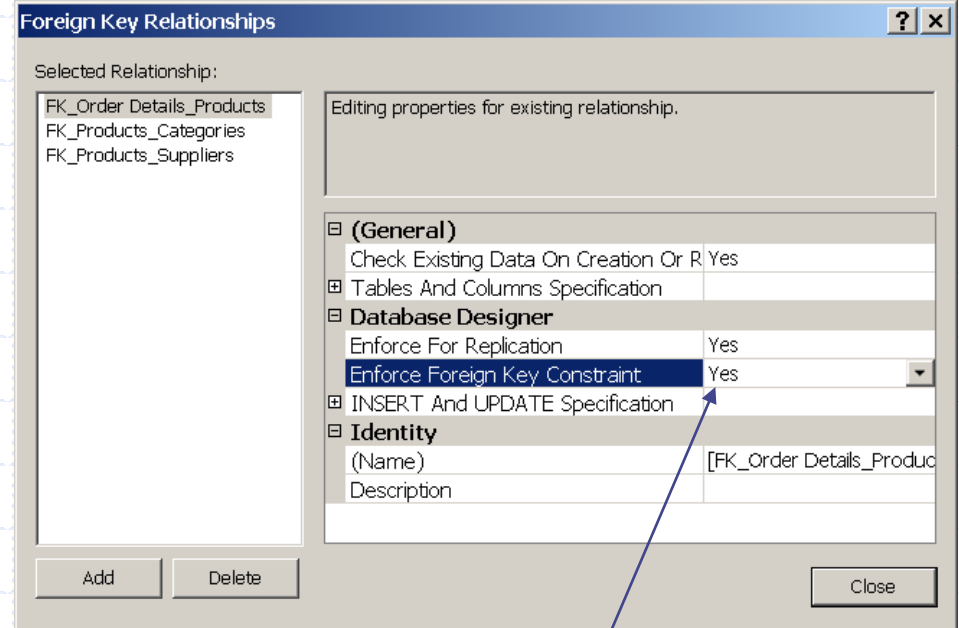 Foreign Key Relationships
Selected Relationship:
FK_Order Details_Products
FK_Products_Categories
FK_Products_Suppliers
Editing properties for existing relationship.
(General)
Check Existing Data On Creation Or R Yes
Tables And Columns Specification
Database Designer
Enforce For Replication Yes
Enforce Foreign Key Constraint Yes
INSERT And UPDATE Specification
Identity
(Name) [FK_Order Details_Produc
Description
Add Delete
Close